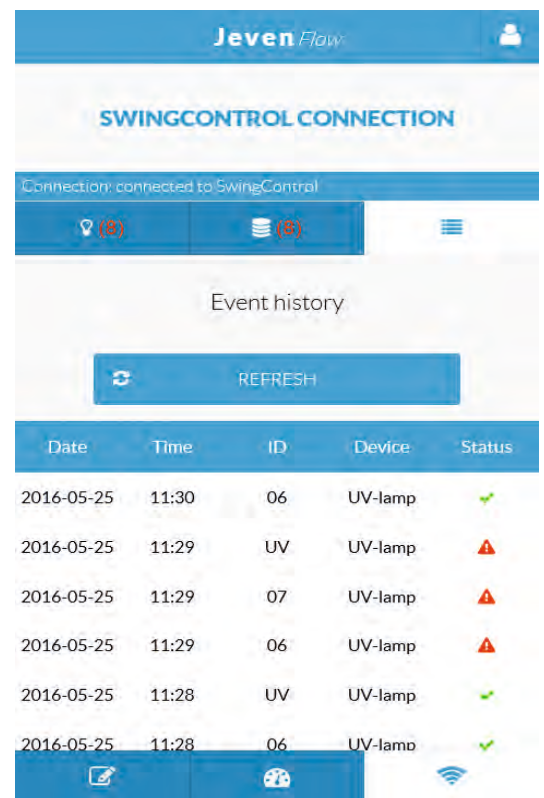 Jeven Flow
SWINGCONTROL CONNECTION
Connection: connected to SwingControl
(8) (8)
Event history
REFRESH
Date Time ID Device Status
2016-05-25 11:30 06 UV-lamp
2016-05-25 11:29 UV UV-lamp
2016-05-25 11:29 07 UV-lamp
2016-05-25 11:29 06 UV-lamp
2016-05-25 11:28 UV UV-lamp
2016-05-25 11:28 06 UV-lamp